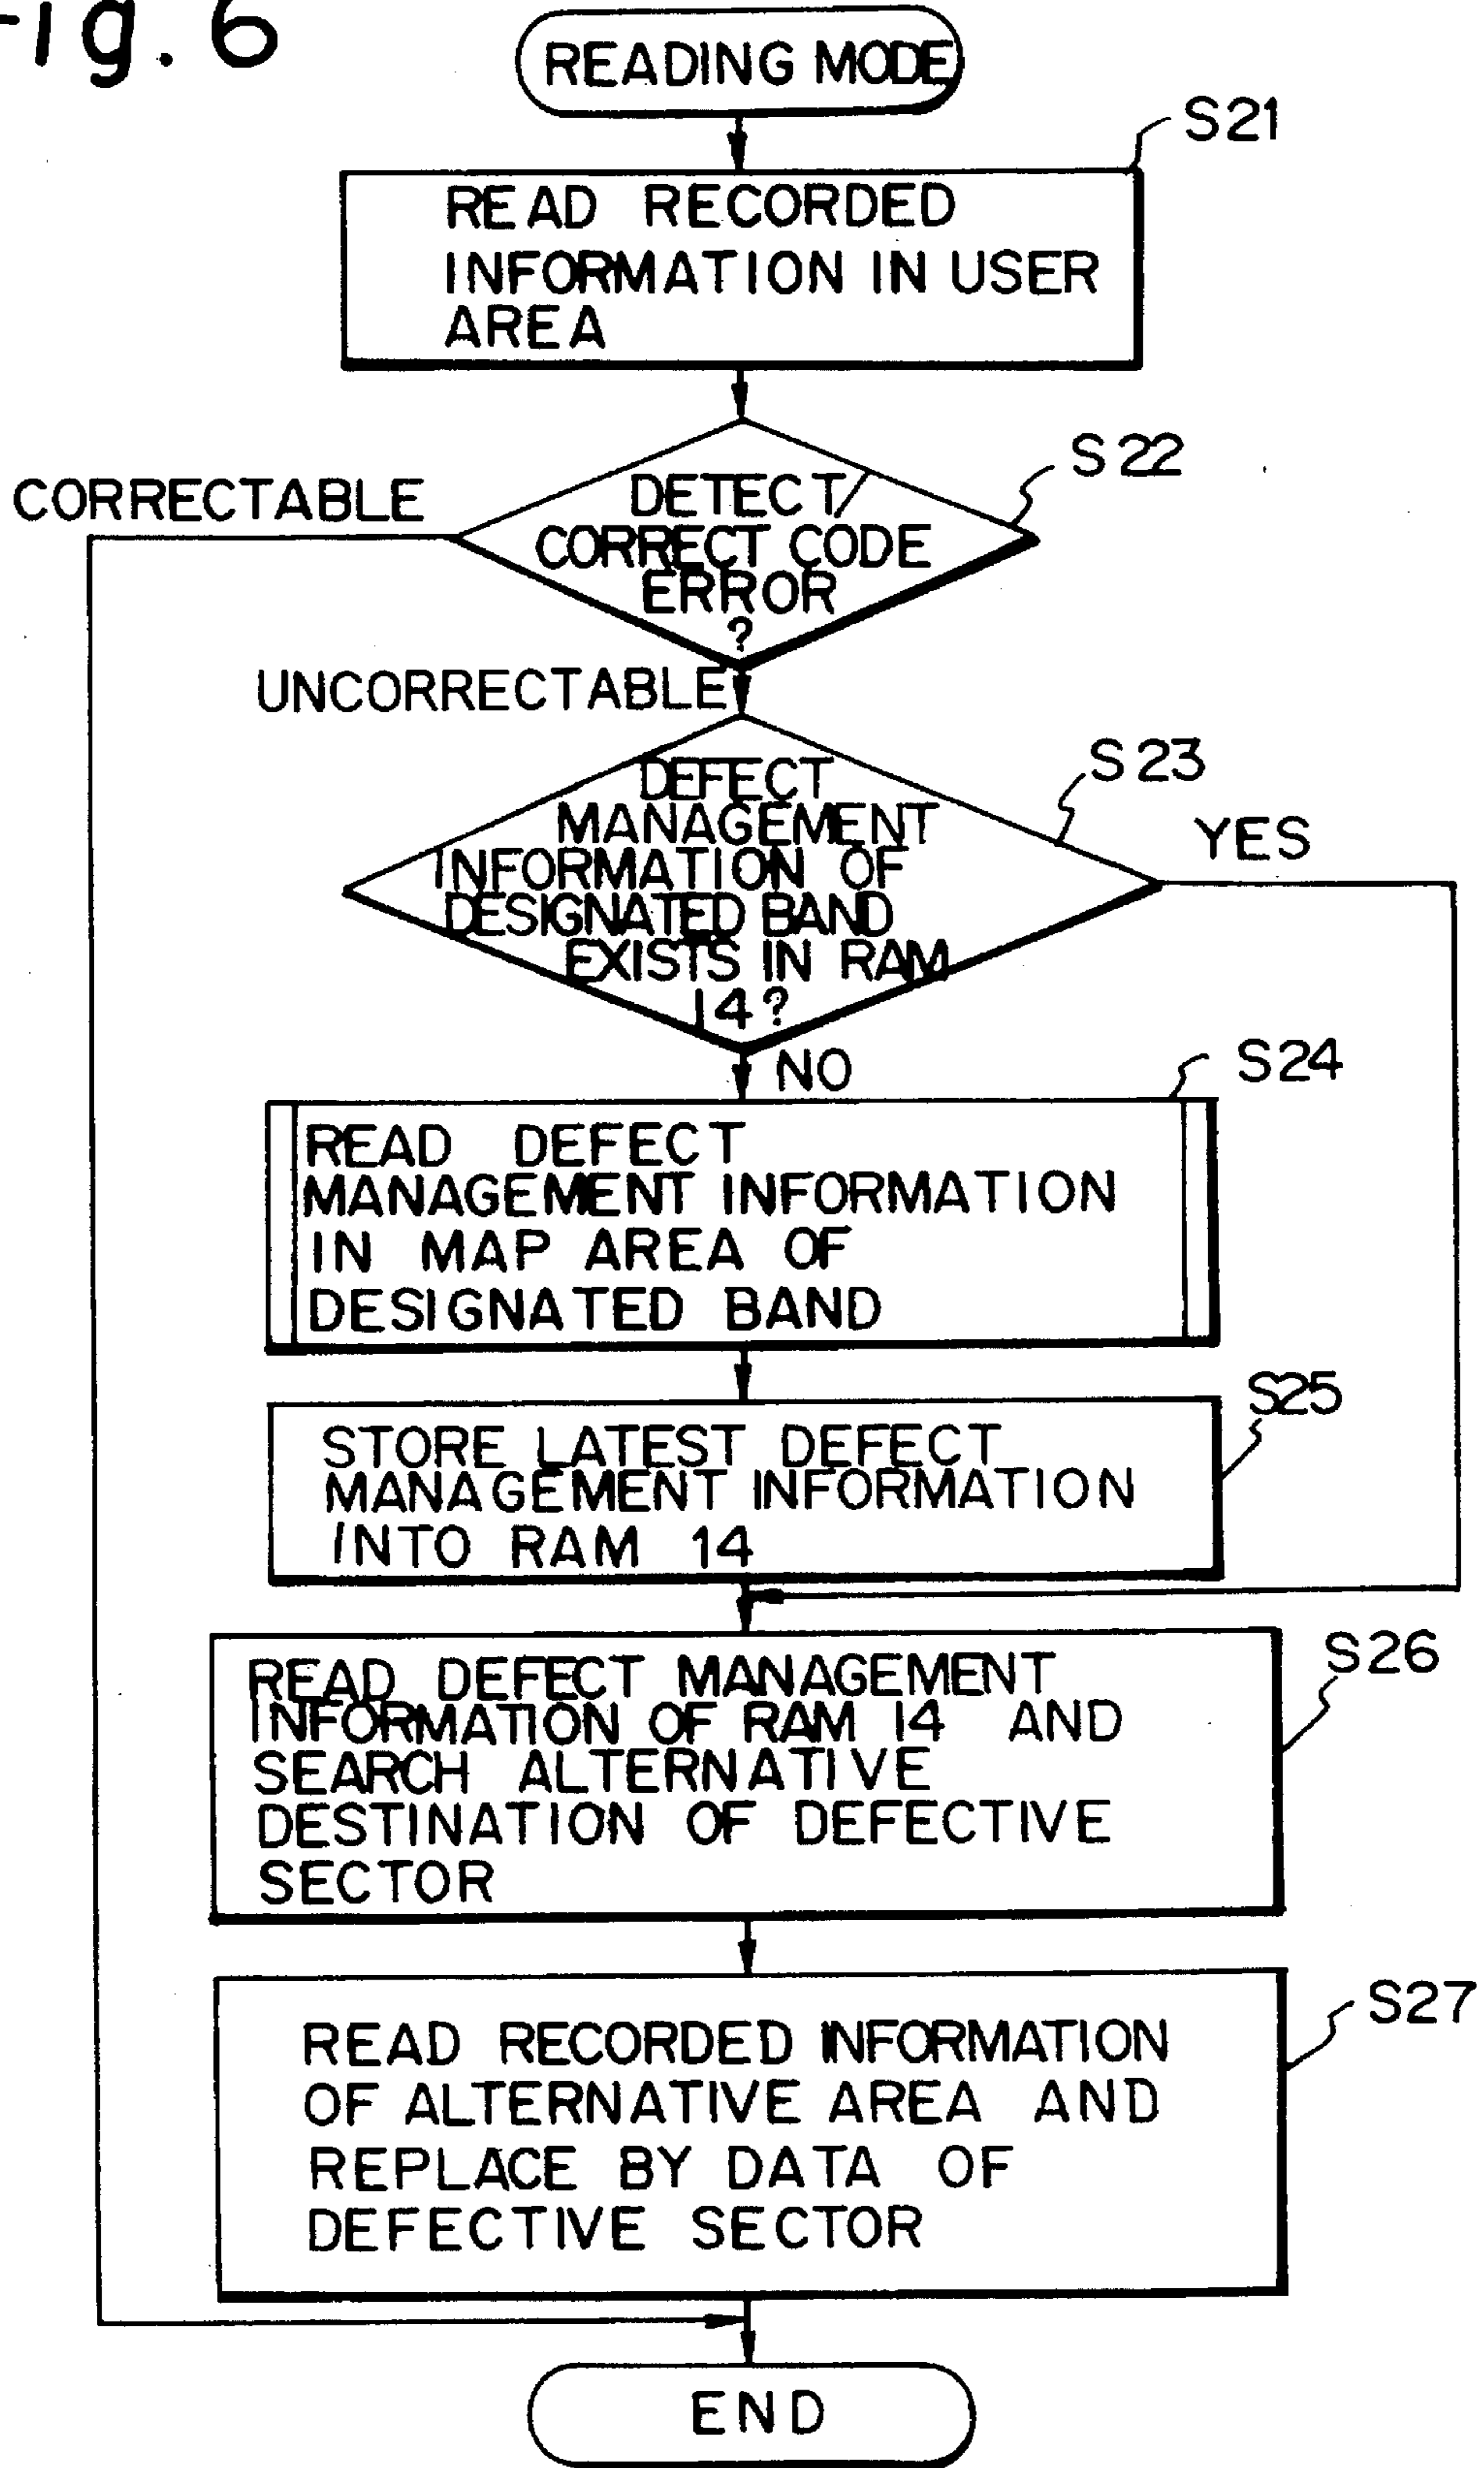 Fig. 6
READING MODE
S21
READ RECORDED
INFORMATION IN USER
AREA
S22
CORRECTABLE
DETECT/
CORRECT CODE
ERROR
?
UNCORRECTABLE
S23
DEFECT
MANAGEMENT
INFORMATION OF
DESIGNATED BAND
EXISTS IN RAM
14?
YES
NO
S24
READ DEFECT
MANAGEMENT INFORMATION
IN MAP AREA OF
DESIGNATED BAND
S25
STORE LATEST DEFECT
MANAGEMENT INFORMATION
INTO RAM 14
S26
READ DEFECT MANAGEMENT
INFORMATION OF RAM 14 AND
SEARCH ALTERNATIVE
DESTINATION OF DEFECTIVE
SECTOR
S27
READ RECORDED INFORMATION
OF ALTERNATIVE AREA AND
REPLACE BY DATA OF
DEFECTIVE SECTOR
END